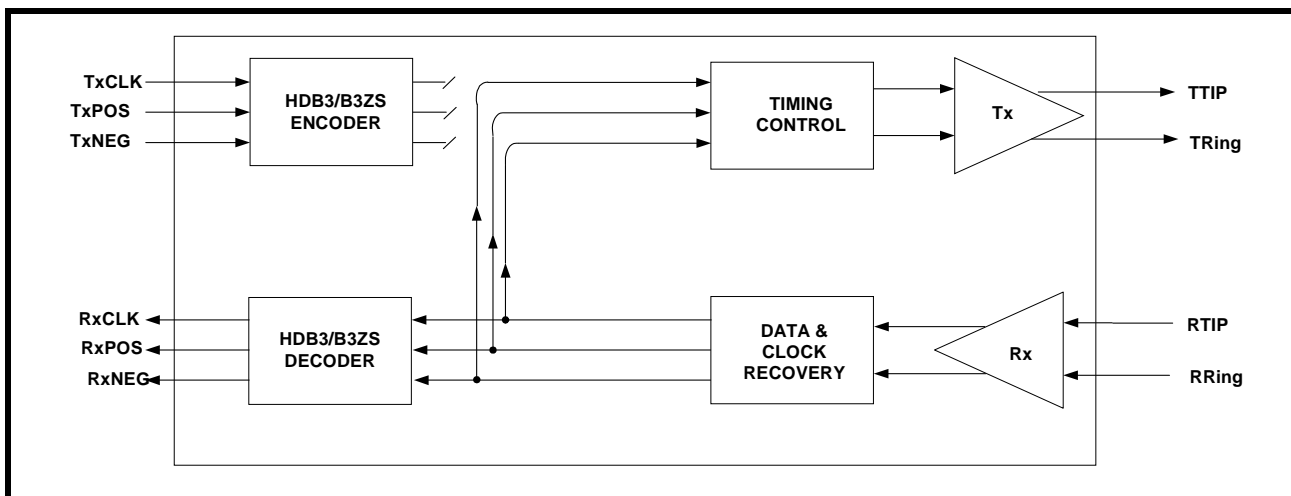 TxCLK
TxPOS
TxNEG
HDB3/B3ZS
ENCODER
TIMING
CONTROL
Tx
TTIP
TRing
RxCLK
RxPOS
RxNEG
HDB3/B3ZS
DECODER
DATA &
CLOCK
RECOVERY
Rx
RTIP
RRing